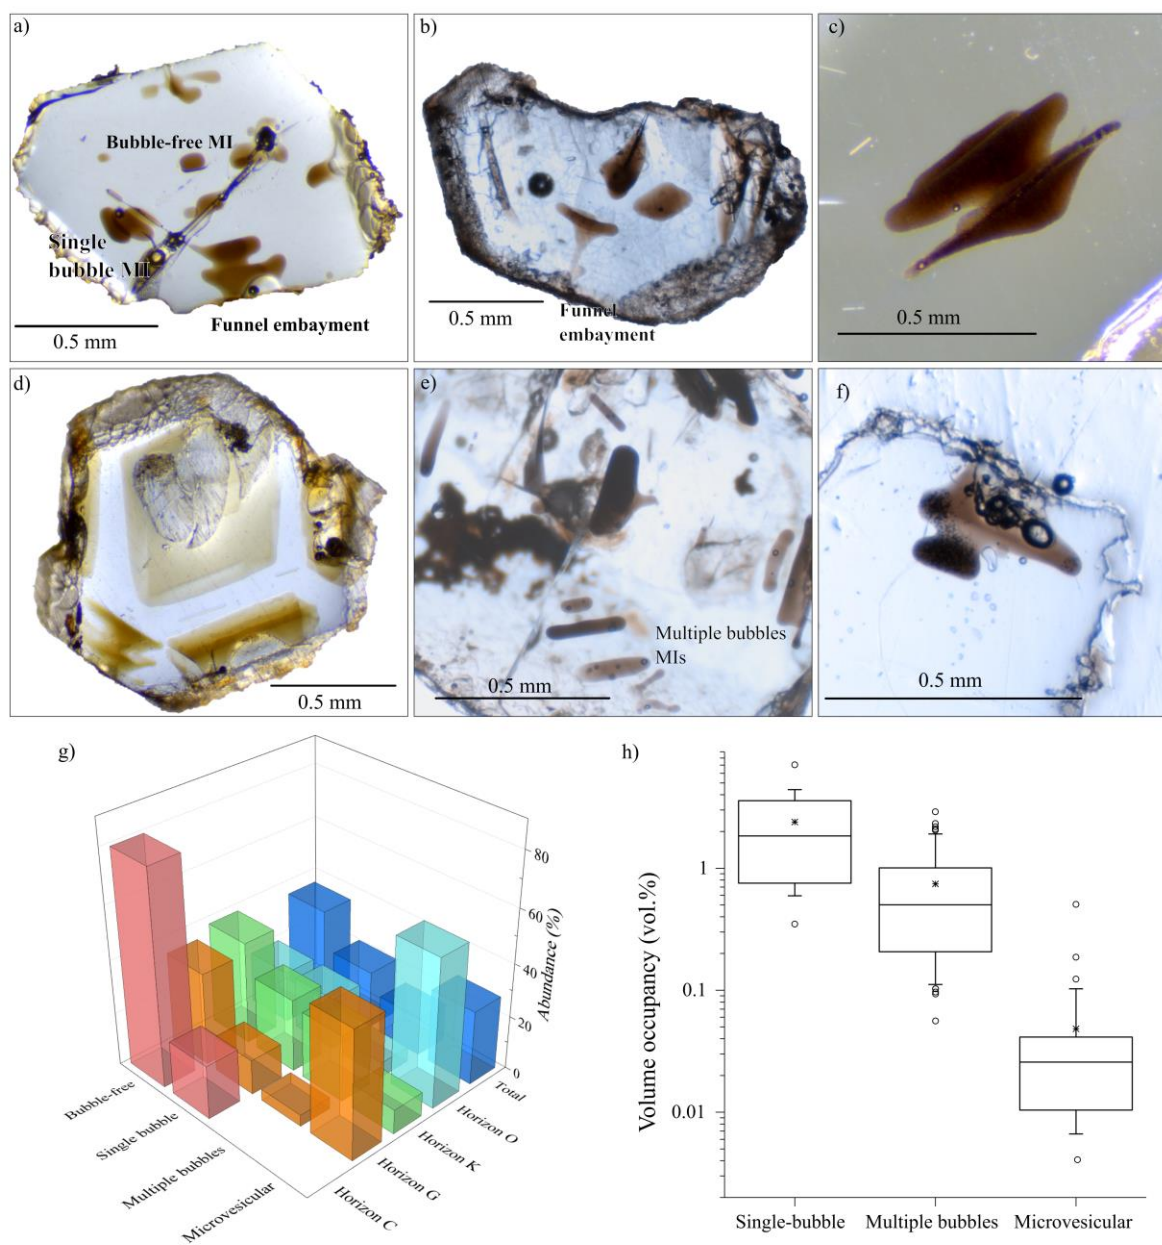 a)
Bubble-free MI
Single
bubble MI
Funnel embayment
0.5 mm
b)
Funnel
embayment
0.5 mm
c)
0.5 mm
d)
0.5 mm
e)
Multiple bubbles
MIs
0.5 mm
f)
0.5 mm
g)
80
60
40
20
0
Abundance (%)
Bubble-free
Single bubble
Multiple bubbles
Microvesicular
Total
Horizon O
Horizon K
Horizon G
Horizon C
h)
Volume occupancy (vol.%)
1
0.1
0.01
Single-bubble
Multiple bubbles
Microvesicular